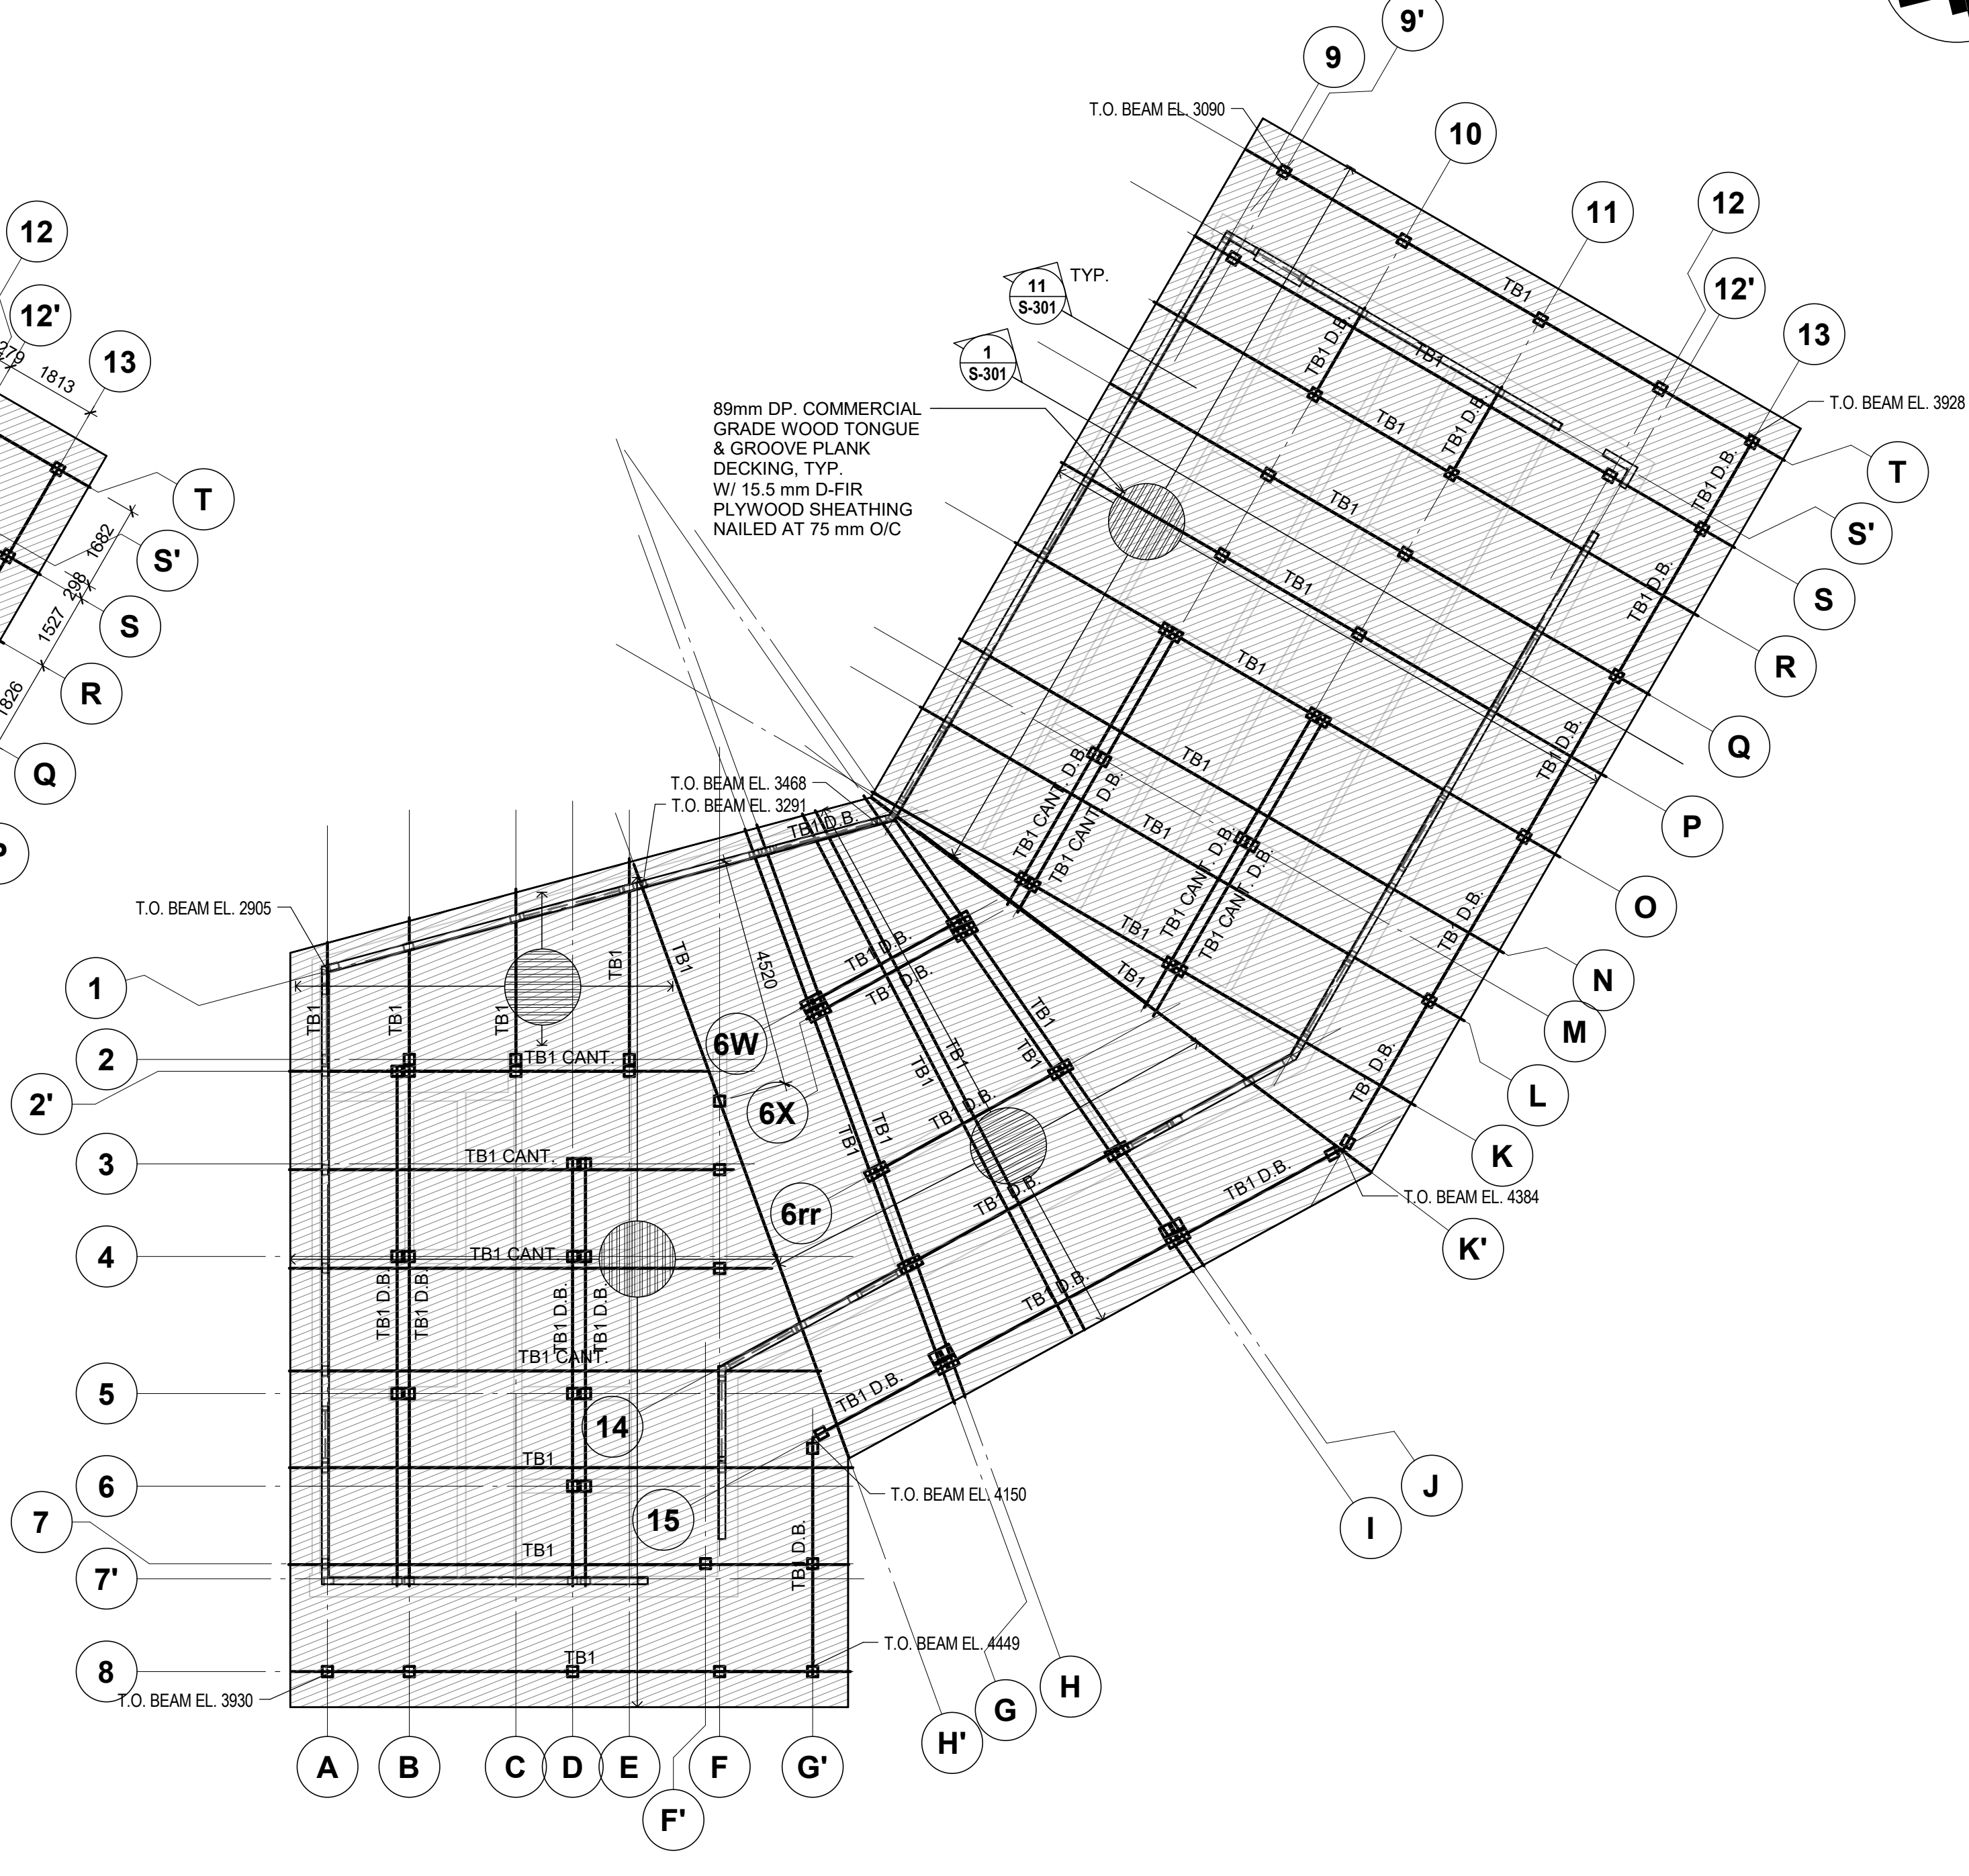 9'
9
T.O. BEAM EL. 3090
10
12
11
12
12'
11
S-301
TYP.
12'
13
1
S-301
13
279
1813
TB1
TB1 D.B.
TB1
T.O. BEAM EL. 3928
89mm DP. COMMERCIAL
GRADE WOOD TONGUE
& GROOVE PLANK
DECKING, TYP.
W/ 15.5 mm D-FIR
PLYWOOD SHEATHING
NAILED AT 75 mm O/C
TB1
TB1 D.B.
TB1 D.B.
T
T
1682
S'
S'
298
1527
S
TB1
TB1 D.B.
S
R
1826
TB1
R
Q
TB1
Q
TB1 D.B.
P
TB1
TB1 CANT. D.B.
TB1 CANT. D.B.
TB1
P
T.O. BEAM EL. 3468
T.O. BEAM EL. 3291
TB1 D.B.
TB1 CANT. D.B.
TB1 CANT. D.B.
TB1 D.B.
O
T.O. BEAM EL. 2905
TB1
TB1 D.B.
TB1 D.B.
TB1
TB1
4520
N
1
TB1
TB1
TB1
TB1
TB1
TB1
M
6W
2
TB1 CANT.
TB1
TB1
TB1 D.B.
2'
6X
TB1 D.B.
L
TB1
TB1
3
TB1 CANT.
K
6rr
TB1 D.B.
TB1 D.B.
T.O. BEAM EL. 4384
4
TB1 CANT.
K'
TB1 D.B.
TB1 D.B.
TB1 D.B.
TB1 D.B.
TB1 D.B.
TB1 CANT.
5
TB1 D.B.
14
TB1
6
T.O. BEAM EL. 4150
J
15
I
7
TB1
TB1 D.B.
7'
T.O. BEAM EL. 4449
8
TB1
T.O. BEAM EL. 3930
H
G
H'
A
B
C
D
E
F
G'
F'